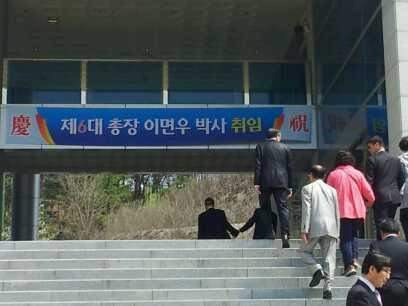 慶 제6대 총장 이면우 박사 취임 祝